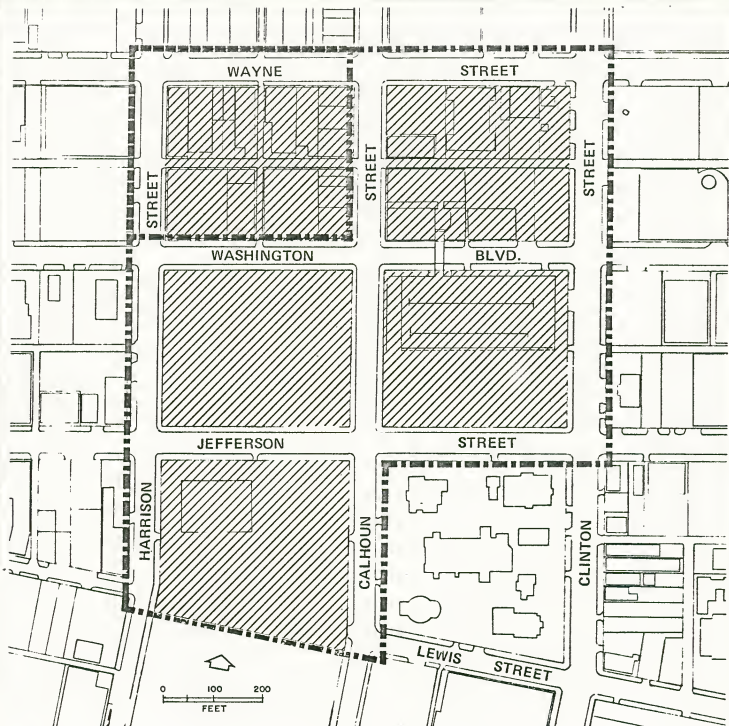 WAYNE STREET
STREET STREET STREET
WASHINGTON BLVD.
JEFFERSON STREET
HARRISON
CALHOUN
CLINTON
LEWIS STREET
0 100 200
FEET